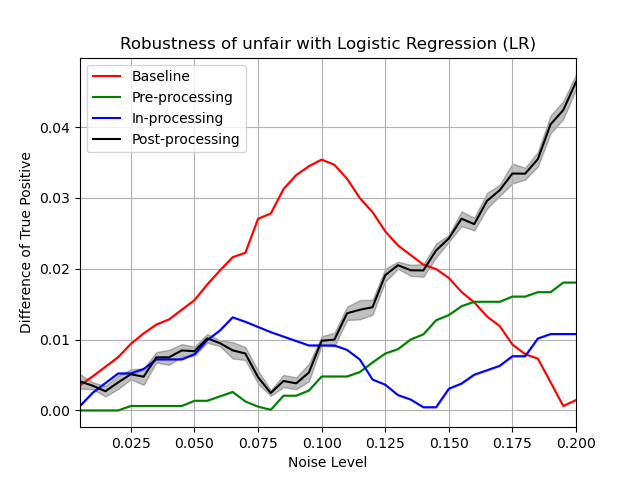 Robustness of unfair with Logistic Regression (LR)
Baseline
Pre-processing
In-processing
Post-processing
Difference of True Positive
0.04
0.03
0.02
0.01
0.00
0.025 0.050 0.075 0.100 0.125 0.150 0.175 0.200
Noise Level